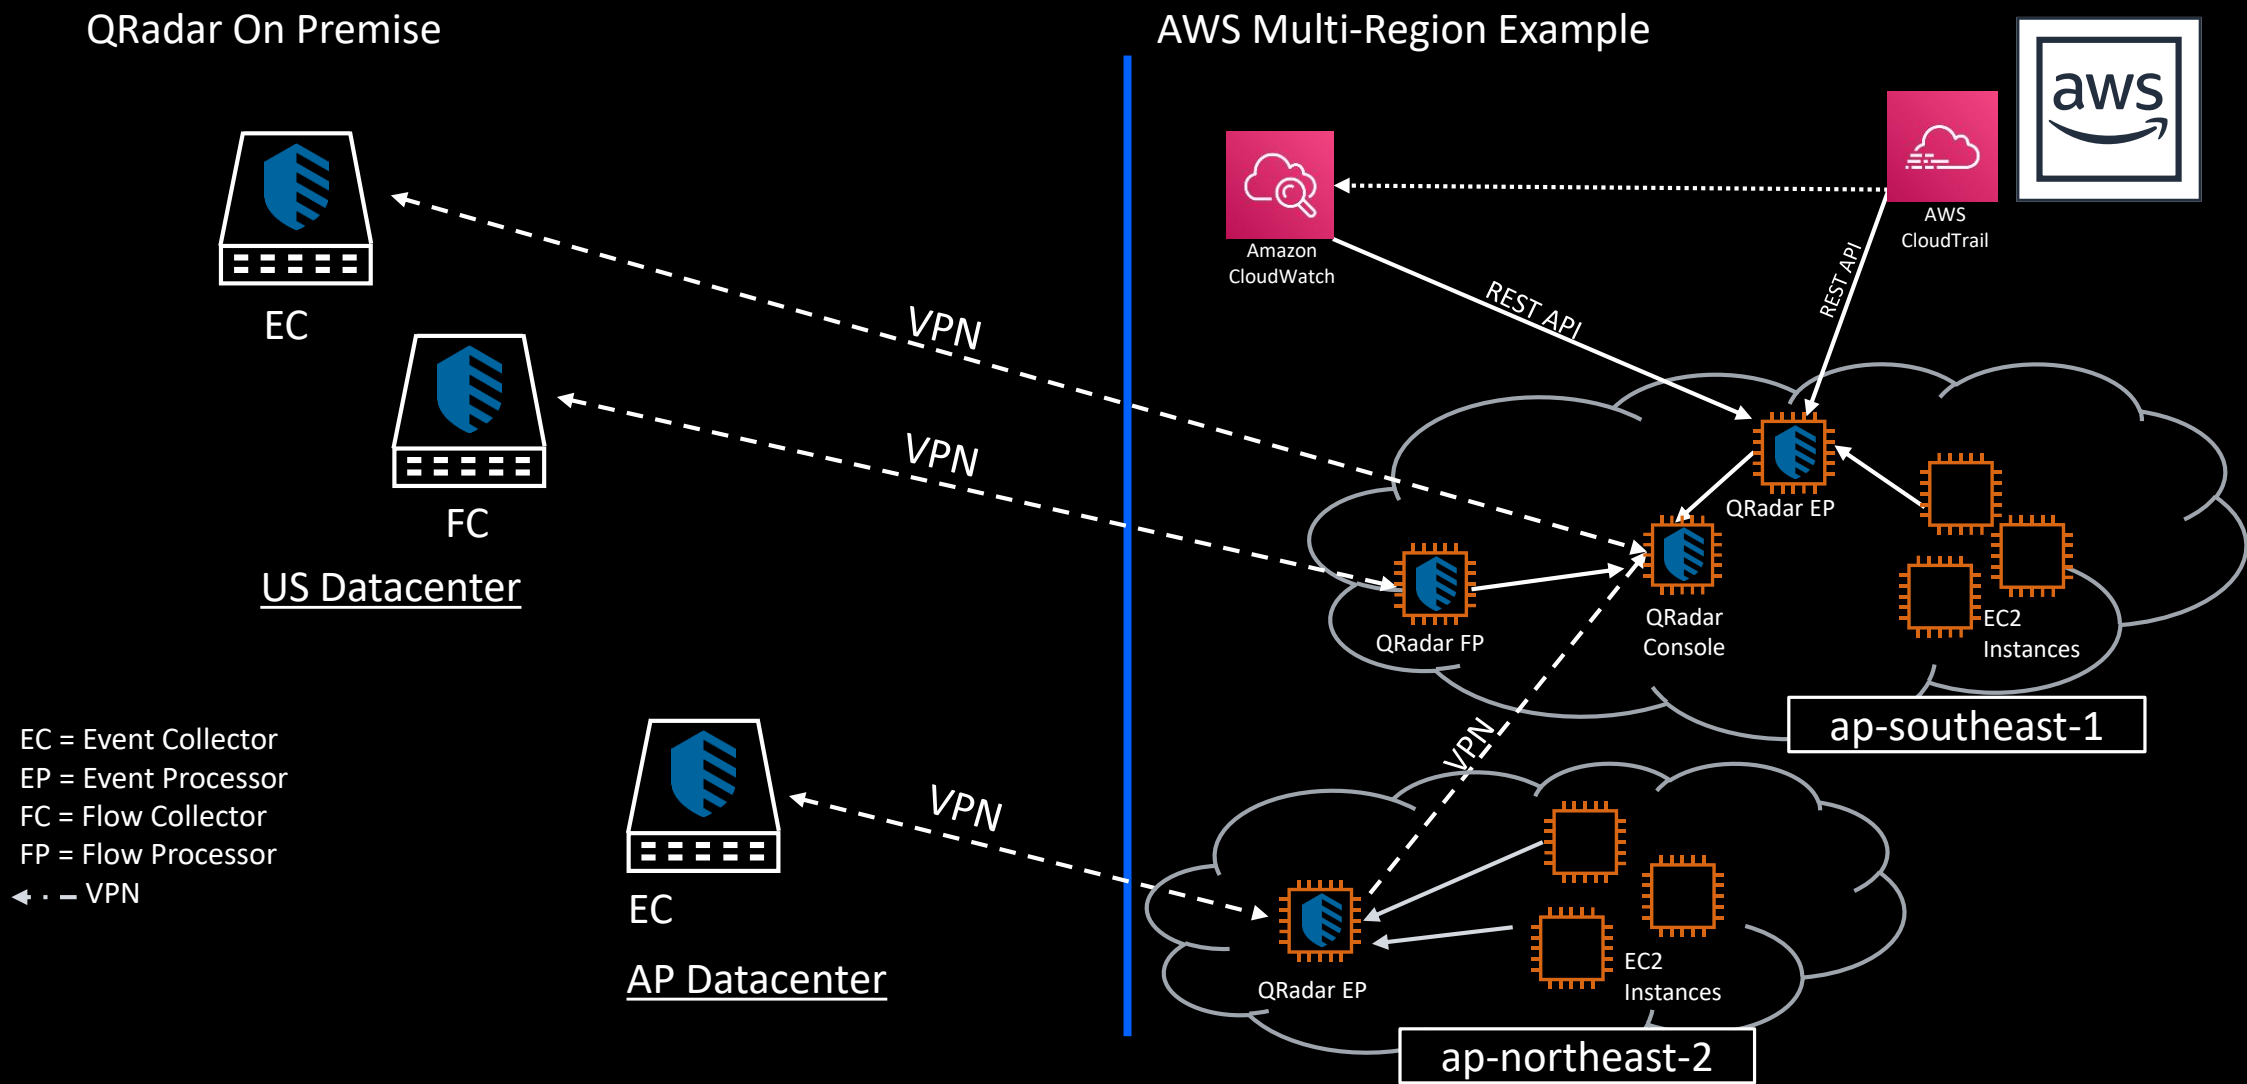 QRadar On Premise
AWS Multi-Region Example
aws
AWS
CloudTrail
Amazon
CloudWatch
REST API
REST API
EC
VPN
FC
VPN
US Datacenter
QRadar EP
QRadar FP
QRadar
Console
EC2
Instances
ap-southeast-1
VPN
EC = Event Collector
EP = Event Processor
FC = Flow Collector
FP = Flow Processor
VPN
EC
AP Datacenter
VPN
QRadar EP
EC2
Instances
ap-northeast-2